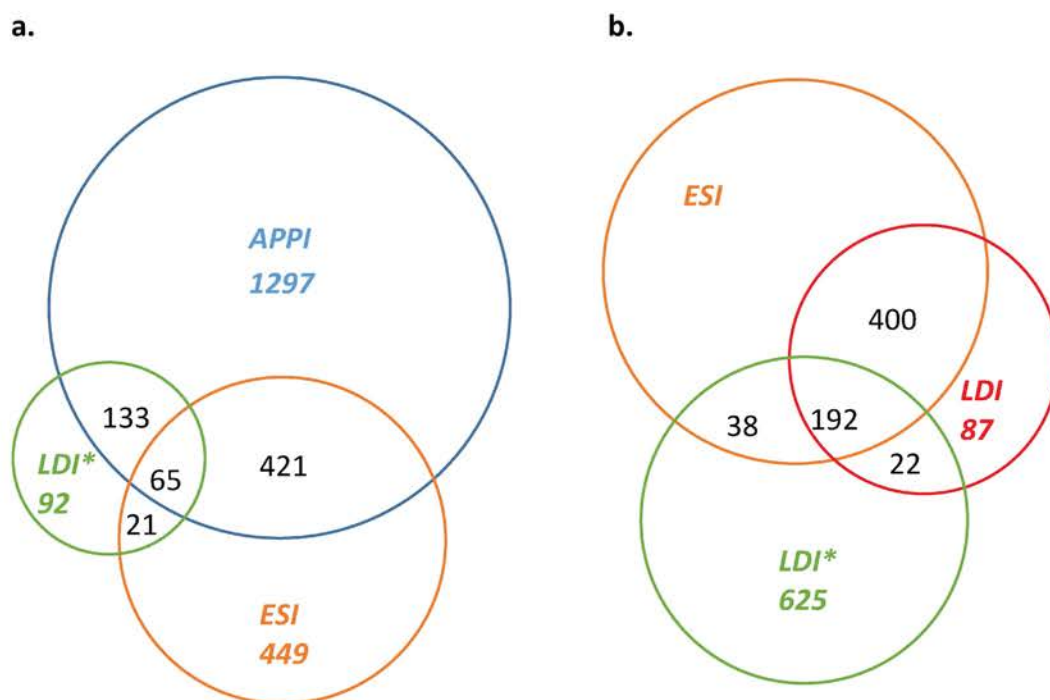 a.
APPI
1297
133
LDI*
92
65
421
21
ESI
449
b.
ESI
400
LDI
87
38
192
22
LDI*
625